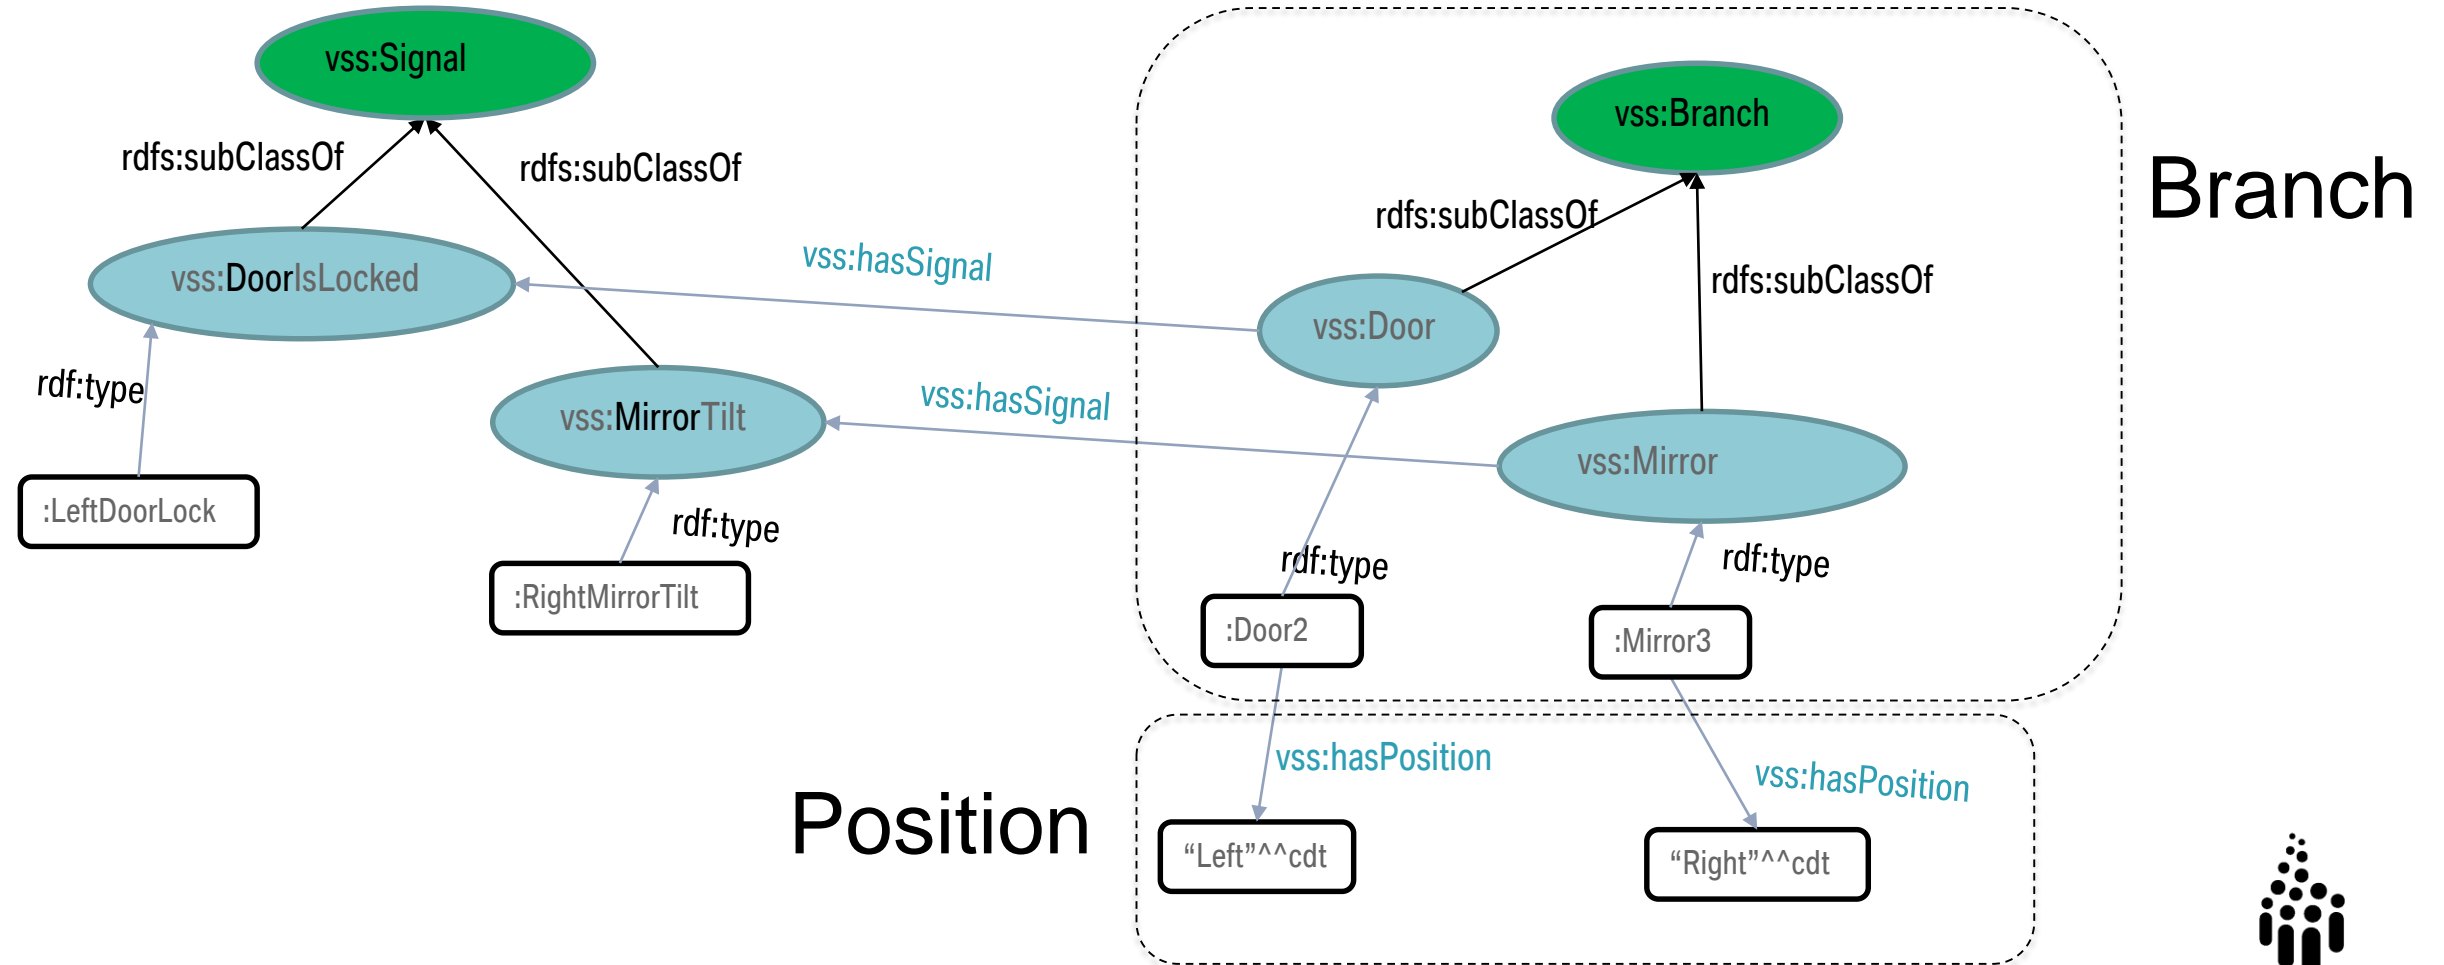 vss:Signal
vss:Branch
rdfs:subClassOf
rdfs:subClassOf
Branch
rdfs:subClassOf
vss:hasSignal
vss:DoorIsLocked
rdfs:subClassOf
vss:Door
rdf:type
vss:hasSignal
vss:MirrorTilt
vss:Mirror
:LeftDoorLock
rdf:type
rdf:type
rdf:type
:RightMirrorTilt
:Door2
:Mirror3
vss:hasPosition
vss:hasPosition
Position
“Left”^^cdt
“Right”^^cdt